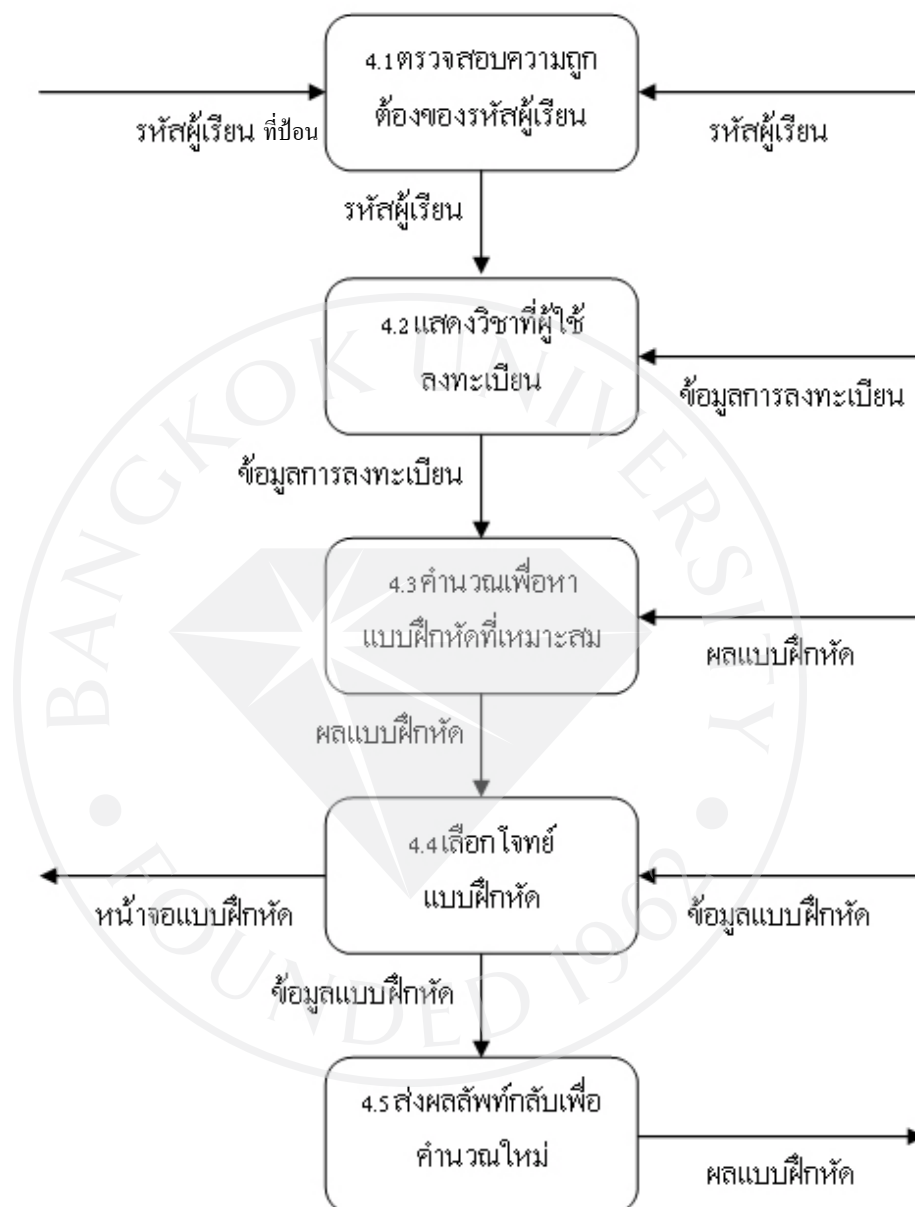 4.1 ตรวจสอบความถูก
ต้องของรหัสผู้เรียน
รหัสผู้เรียน ที่ป้อน
รหัสผู้เรียน
รหัสผู้เรียน
4.2 แสดงวิชาที่ผู้ใช้
ลงทะเบียน
ข้อมูลการลงทะเบียน
ข้อมูลการลงทะเบียน
4.3 คำนวณเพื่อหา
แบบฝึกหัดที่เหมาะสม
ผลแบบฝึกหัด
ผลแบบฝึกหัด
4.4 เลือกโจทย์
แบบฝึกหัด
หน้าจอแบบฝึกหัด
ข้อมูลแบบฝึกหัด
ข้อมูลแบบฝึกหัด
4.5 ส่งผลลัพท์กลับเพื่อ
คำนวณใหม่
ผลแบบฝึกหัด
BANGKOK UNIVERSITY
FOUNDED 1962